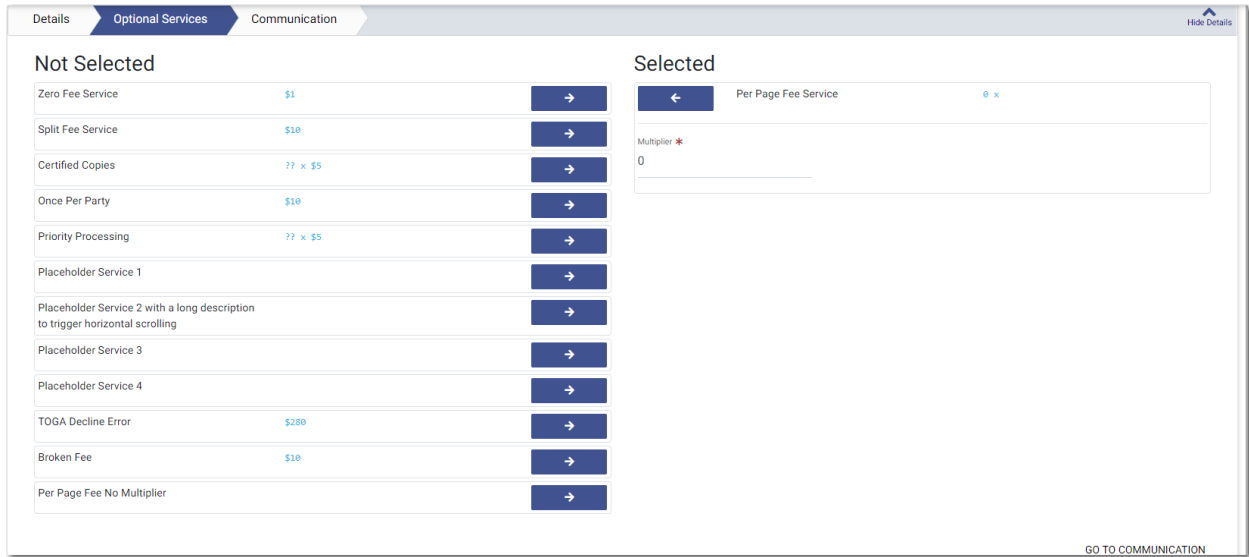 Details Optional Services Communication
Hide Details
Not Selected
Zero Fee Service $1
Split Fee Service $10
Certified Copies ?? x $5
Once Per Party $10
Priority Processing ?? x $5
Placeholder Service 1
Placeholder Service 2 with a long description
to trigger horizontal scrolling
Placeholder Service 3
Placeholder Service 4
TOGA Decline Error $280
Broken Fee $10
Per Page Fee No Multiplier
Selected
Per Page Fee Service 0 x
Multiplier *
0
GO TO COMMUNICATION